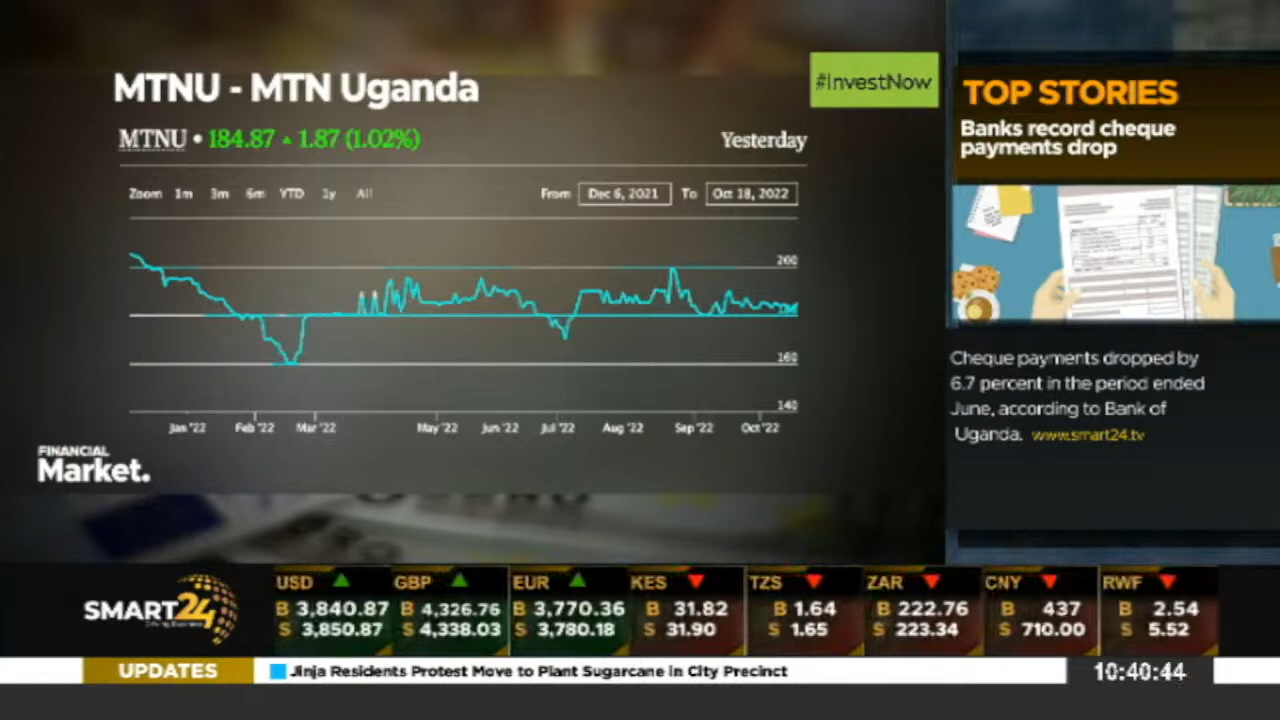 MTNU - MTN Uganda
#InvestNow
MTNU • 184.87 ▲ 1.87 (1.02%)
Yesterday
Zoom 1m 3m 6m YTD 1y All
From Dec 6, 2021 To Oct 18, 2022
200
160
140
Jan '22 Feb '22 Mar '22 May '22 Jun '22 Jul '22 Aug '22 Sep '22 Oct '22
FINANCIAL
Market.
TOP STORIES
Banks record cheque
payments drop
Cheque payments dropped by
6.7 percent in the period ended
June, according to Bank of
Uganda. www.smart24.tv
SMART24
USD ▲ GBP ▲ EUR ▲ KES ▼ TZS ▼ ZAR ▼ CNY ▼ RWF ▼
B 3,840.87 B 4,326.76 B 3,770.36 B 31.82 B 1.64 B 222.76 B 437 B 2.54
S 3,850.87 S 4,338.03 S 3,780.18 S 31.90 S 1.65 S 223.34 S 710.00 S 5.52
UPDATES
Jinja Residents Protest Move to Plant Sugarcane in City Precinct
10:40:44